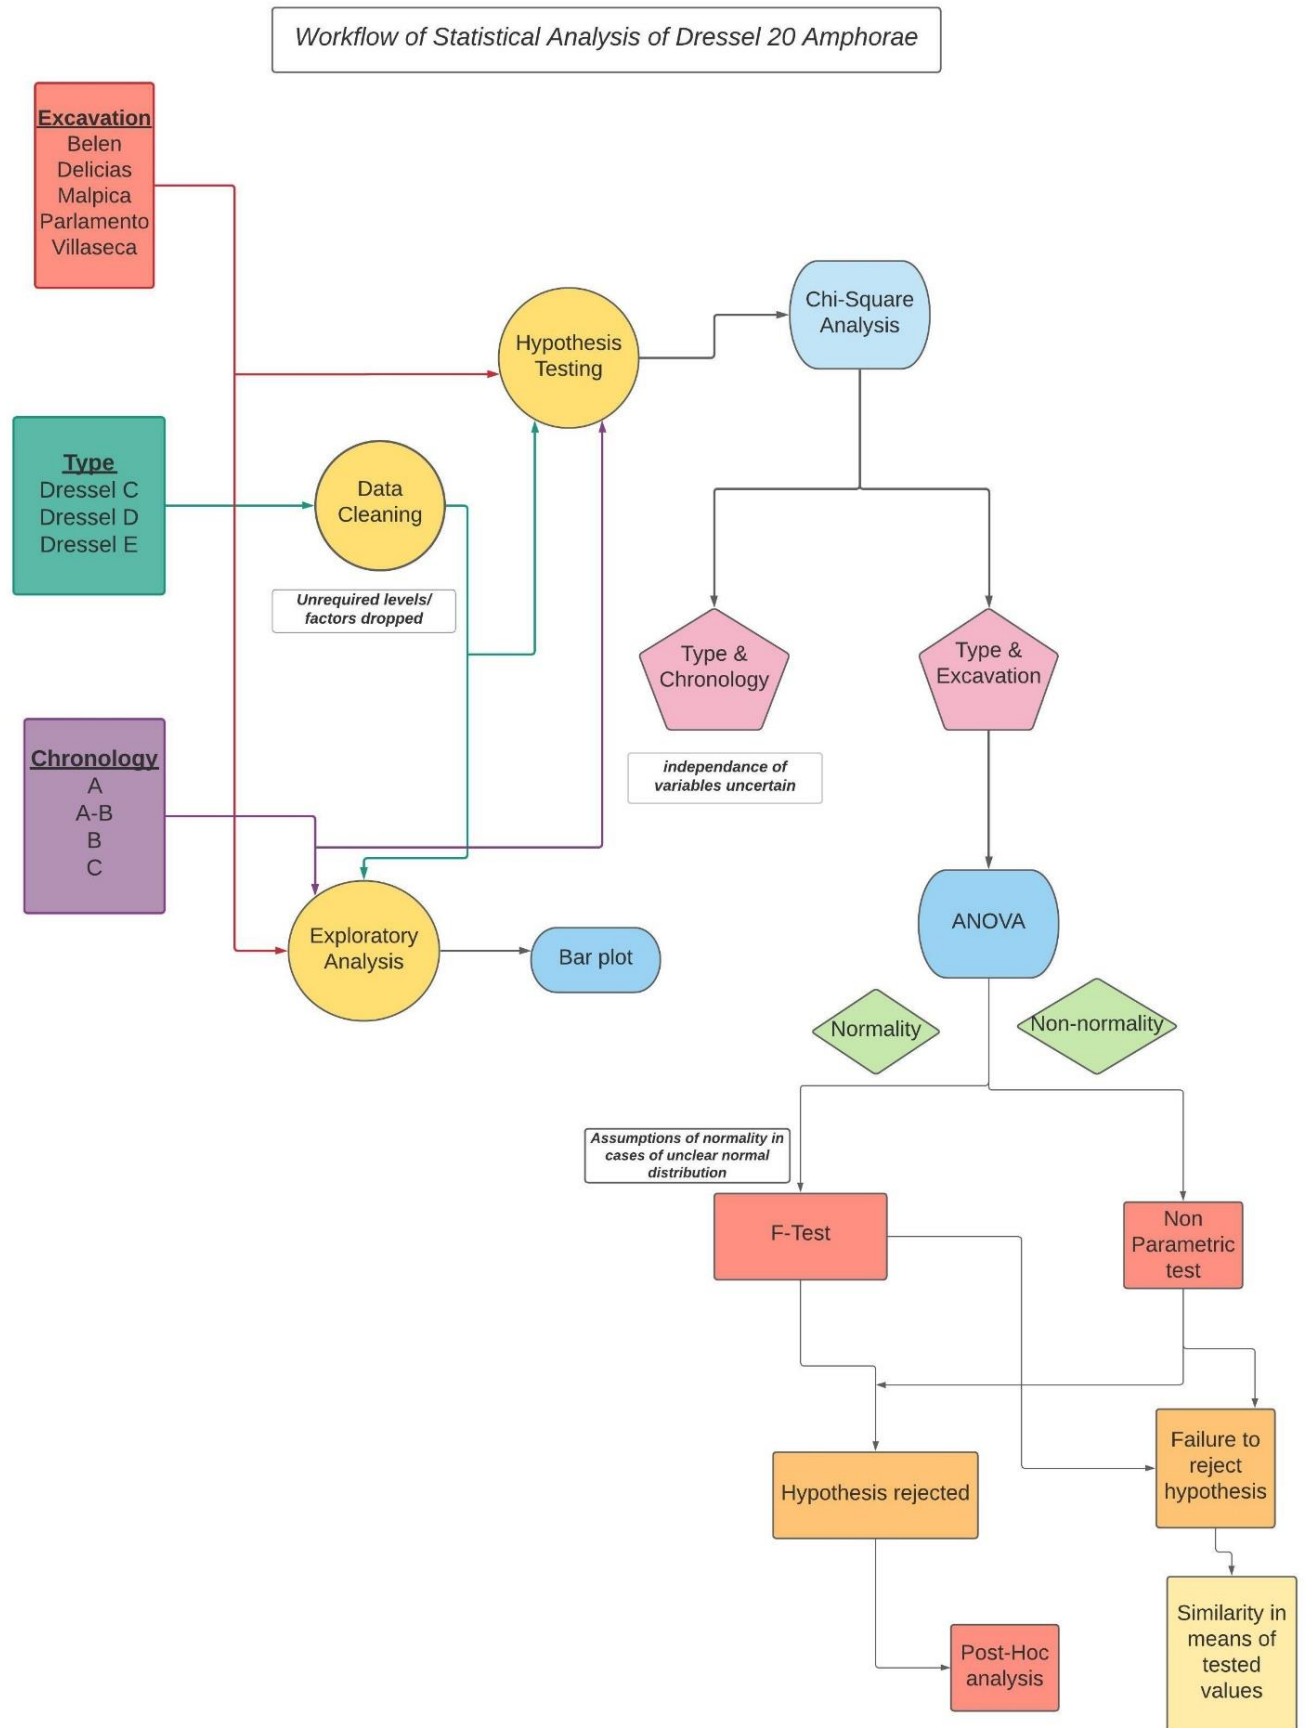 Workflow of Statistical Analysis of Dressel 20 Amphorae
Excavation
Belen
Delicias
Malpica
Parlamento
Villaseca
Hypothesis
Testing
Chi-Square
Analysis
Type
Dressel C
Dressel D
Dressel E
Data
Cleaning
Unrequired levels/
factors dropped
Type &
Chronology
Type &
Excavation
independance of
variables uncertain
Chronology
A
A-B
B
C
Exploratory
Analysis
Bar plot
ANOVA
Normality
Non-normality
Assumptions of normality in
cases of unclear normal
distribution
F-Test
Non
Parametric
test
Hypothesis rejected
Failure to
reject
hypothesis
Post-Hoc
analysis
Similarity in
means of
tested
values